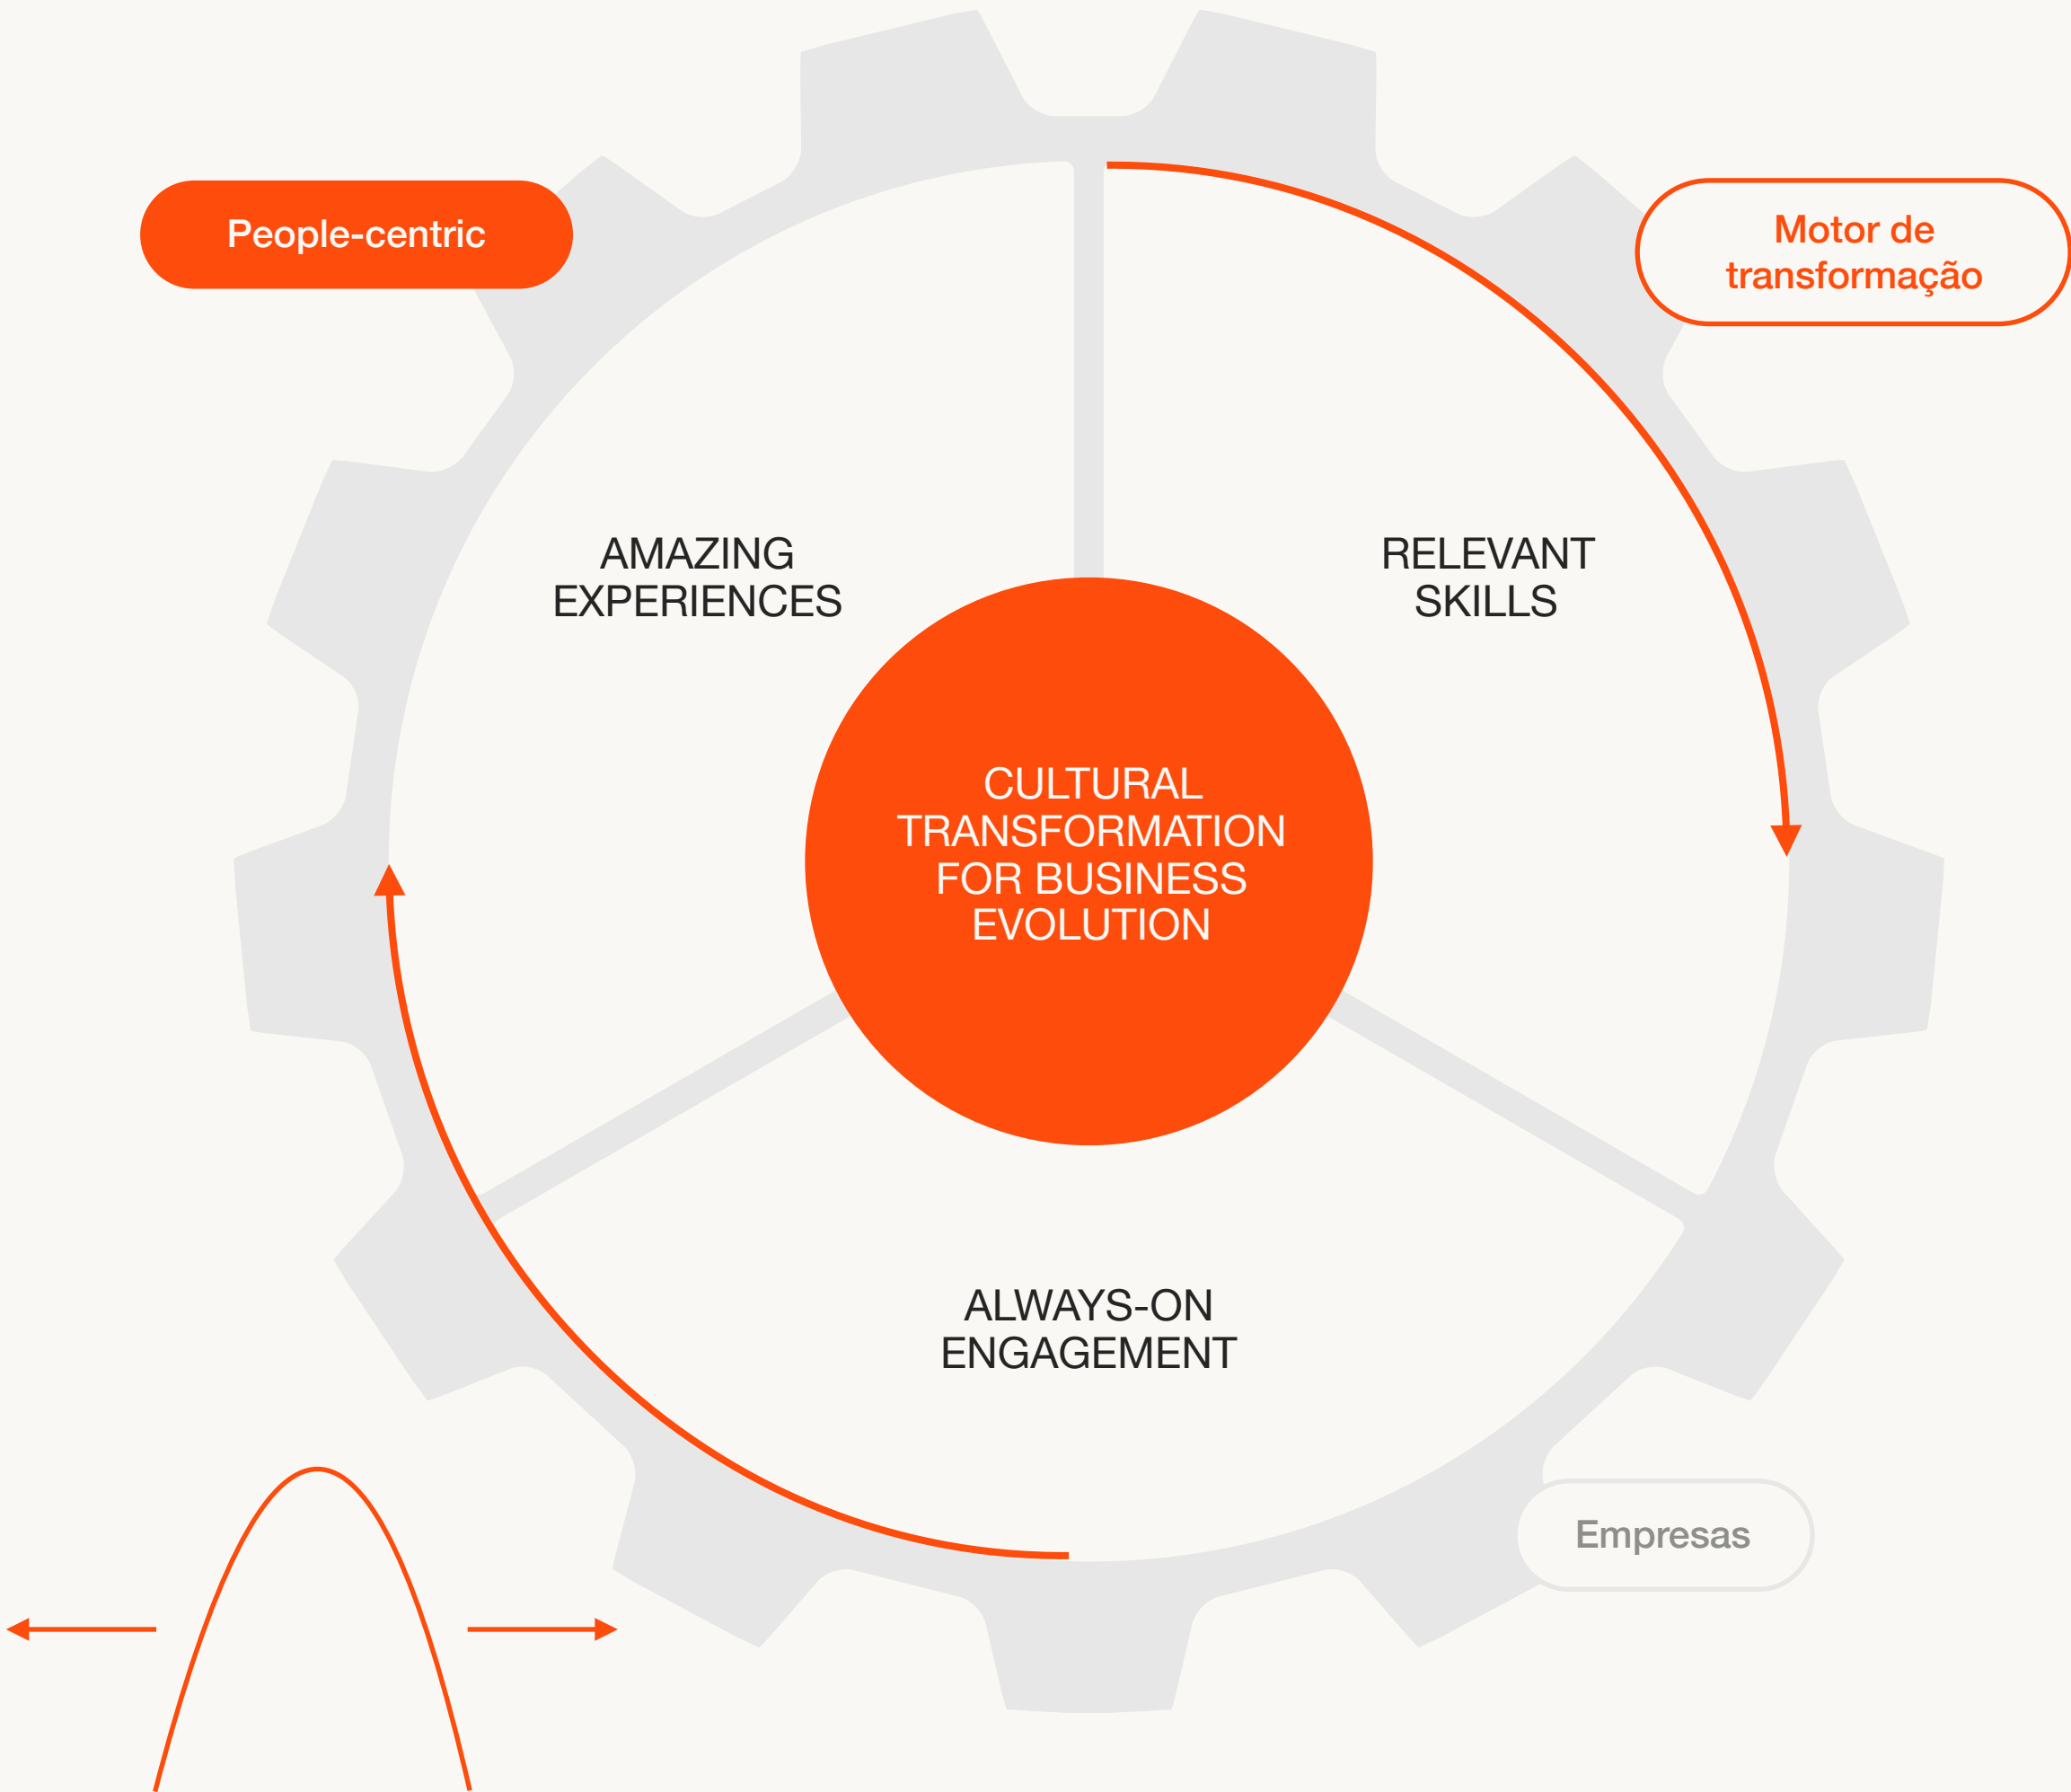 People-centric
Motor de
transformação
AMAZING
EXPERIENCES
RELEVANT
SKILLS
CULTURAL
TRANSFORMATION
FOR BUSINESS
EVOLUTION
ALWAYS-ON
ENGAGEMENT
Empresas